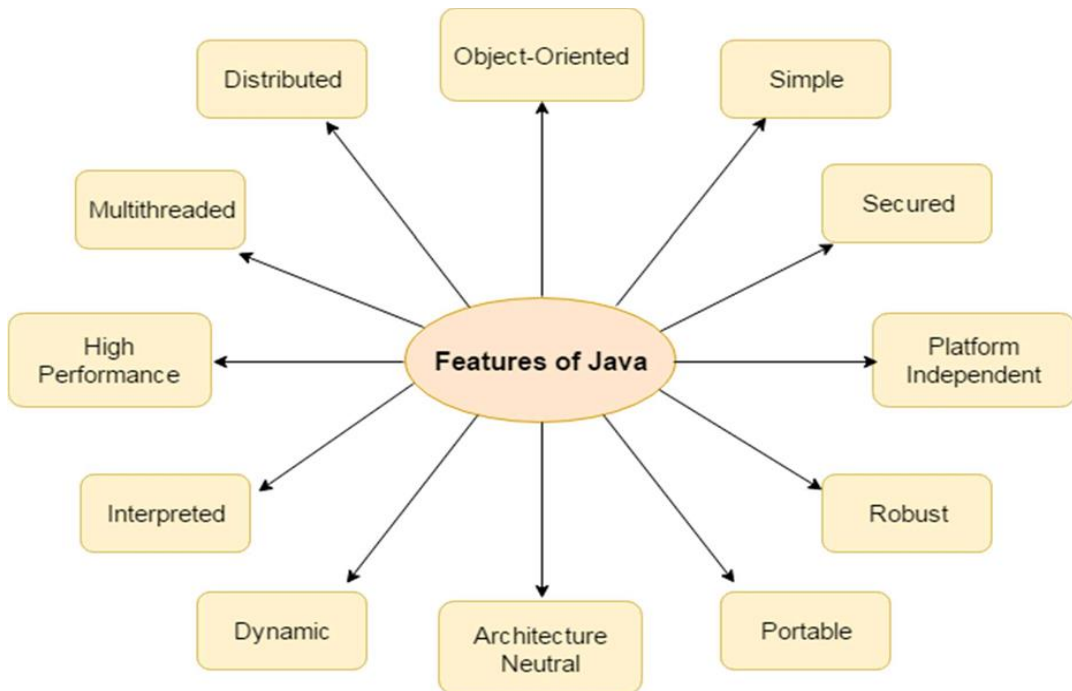 Object-Oriented
Distributed
Simple
Multithreaded
Secured
High
Performance
Features of Java
Platform
Independent
Interpreted
Robust
Dynamic
Architecture
Neutral
Portable